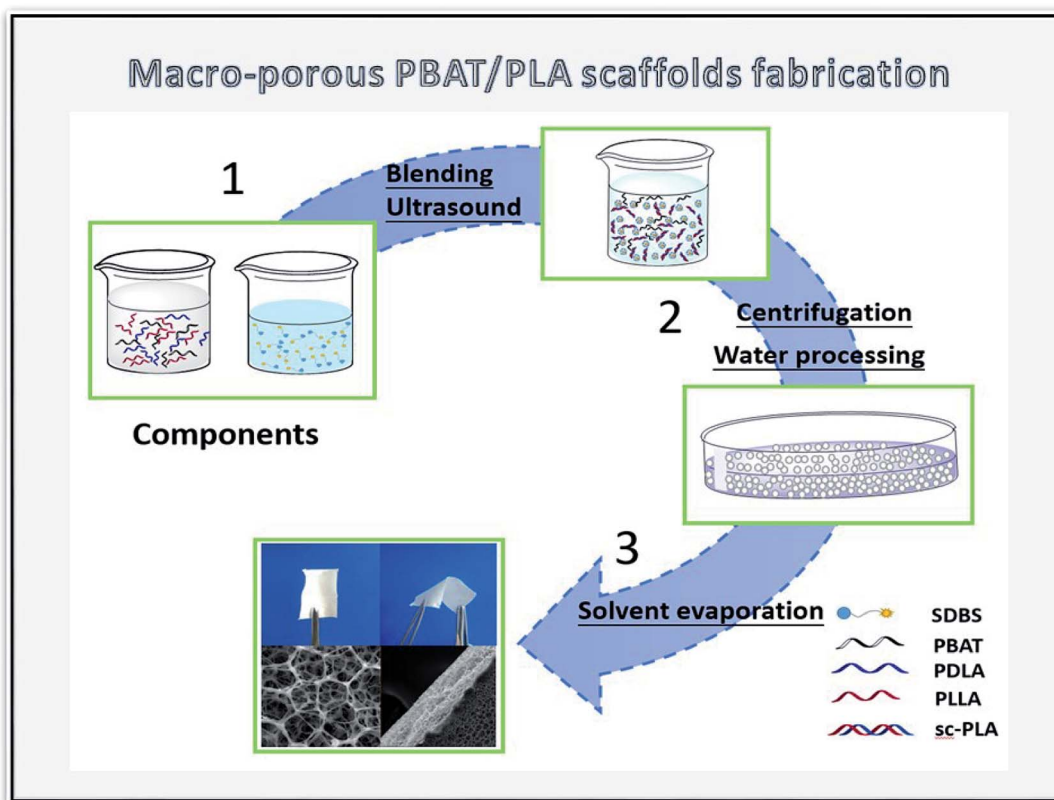 Macro-porous PBAT/PLA scaffolds fabrication
1
Blending
Ultrasound
Components
2
Centrifugation
Water processing
3
Solvent evaporation
SDBS
PBAT
PDLA
PLLA
sc-PLA